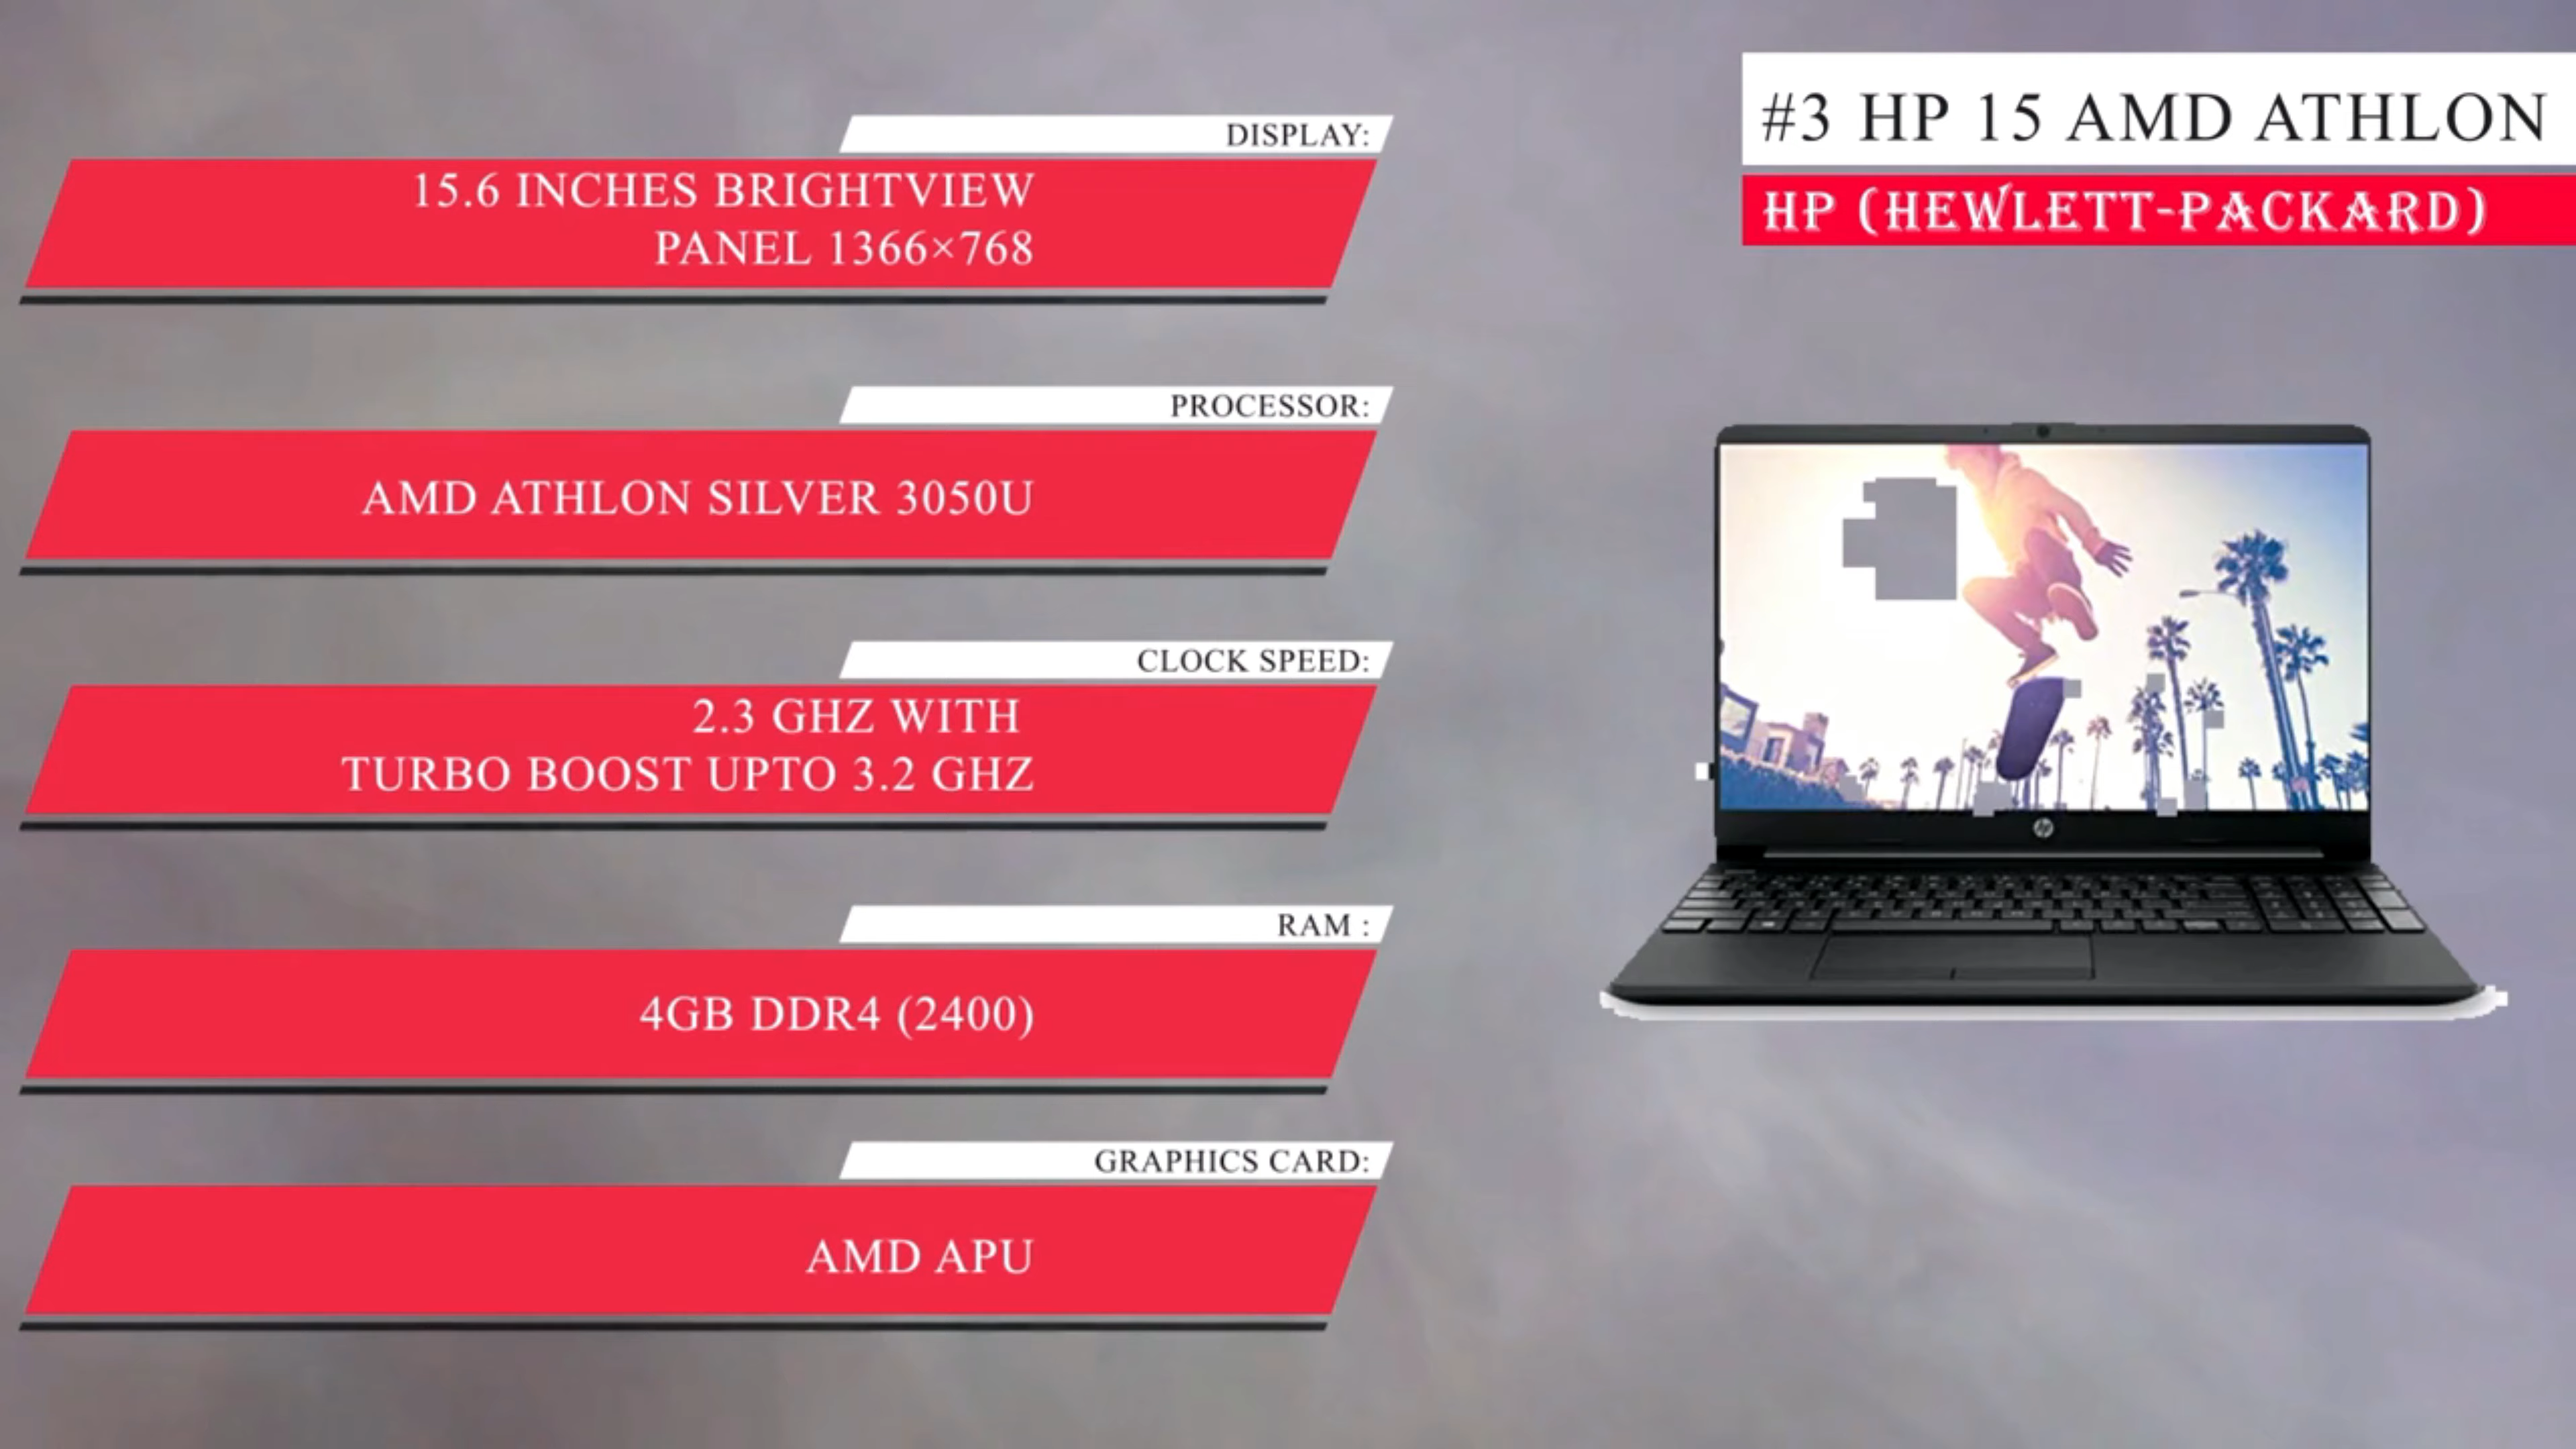 #3 HP 15 AMD ATHLON
HP (HEWLETT-PACKARD)
DISPLAY:
15.6 INCHES BRIGHTVIEW
PANEL 1366×768
PROCESSOR:
AMD ATHLON SILVER 3050U
CLOCK SPEED:
2.3 GHZ WITH
TURBO BOOST UPTO 3.2 GHZ
RAM :
4GB DDR4 (2400)
GRAPHICS CARD:
AMD APU
hp